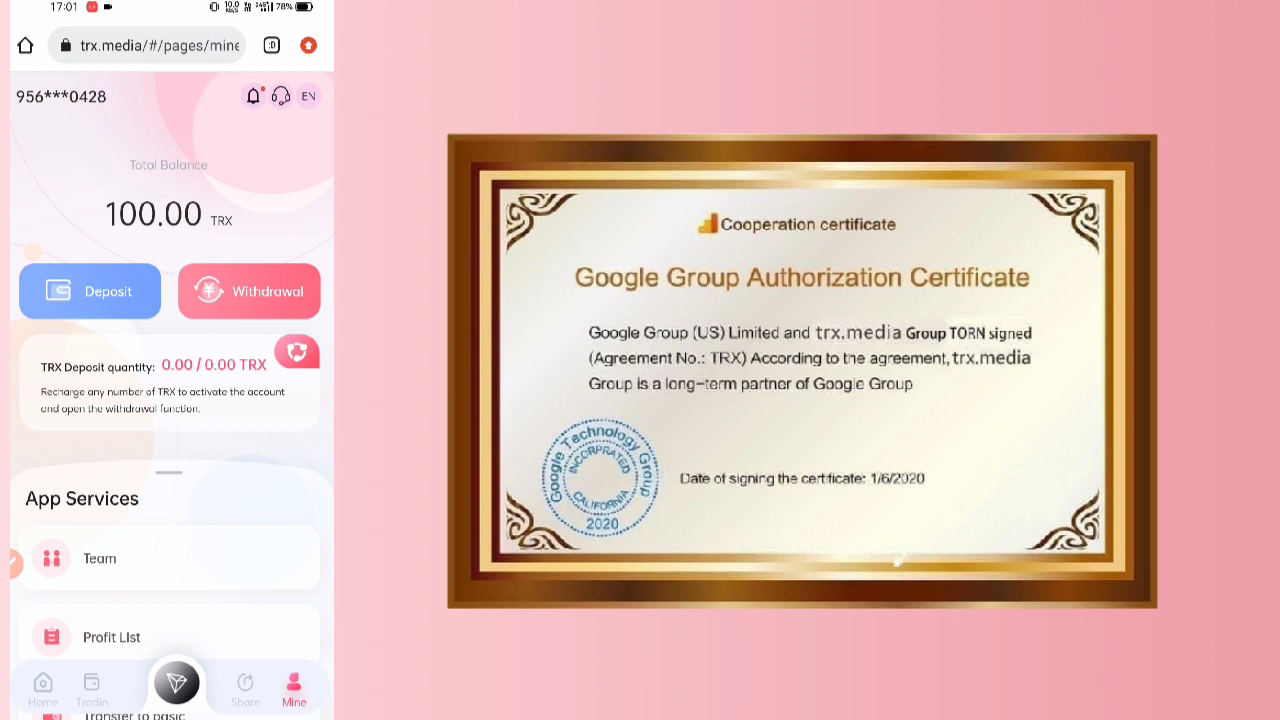 17:01
10.0
78%
trx.media/#/pages/mine
:D
956***0428
EN
Total Balance
100.00 TRX
Deposit
Withdrawal
TRX Deposit quantity: 0.00 / 0.00 TRX
Recharge any number of TRX to activate the account
and open the withdrawal function.
App Services
Team
Profit LIst
Home
Tradin
Share
Mine
Transfer to basic
Cooperation certificate
Google Group Authorization Certificate
Google Group (US) Limited and trx.media Group TORN signed
(Agreement No.: TRX) According to the agreement, trx.media
Group is a long-term partner of Google Group
Google Technology Group
INCORPRATED
CALIFORNIA
2020
Date of signing the certificate: 1/6/2020